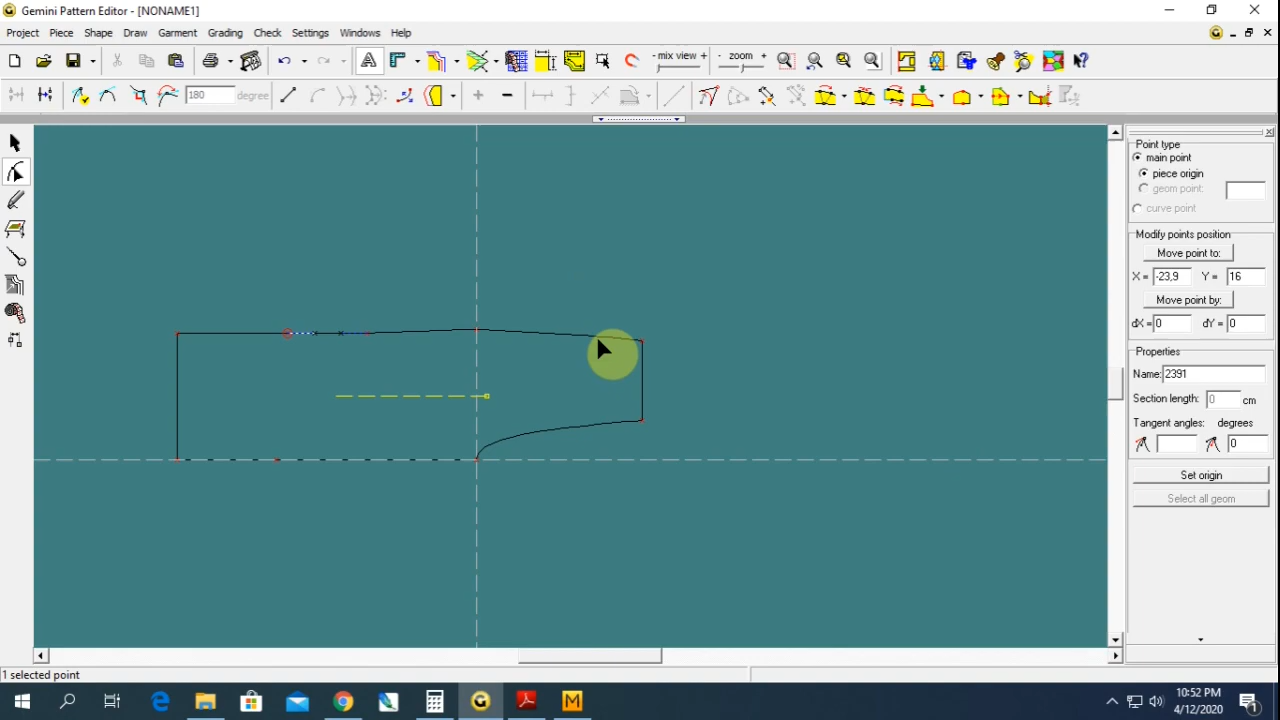 Gemini Pattern Editor - [NONAME1]
Project Piece Shape Draw Garment Grading Check Settings Windows Help
- mix view + - zoom +
180 degree
Point type
main point
piece origin
geom point:
curve point
Modify points position
Move point to:
X = -23,9 Y = 16
Move point by:
dX= 0 dY= 0
Properties
Name: 2391
Section length: 0 cm
Tangent angles: degrees
0
Set origin
Select all geom
1 selected point
10:52 PM
4/12/2020
1